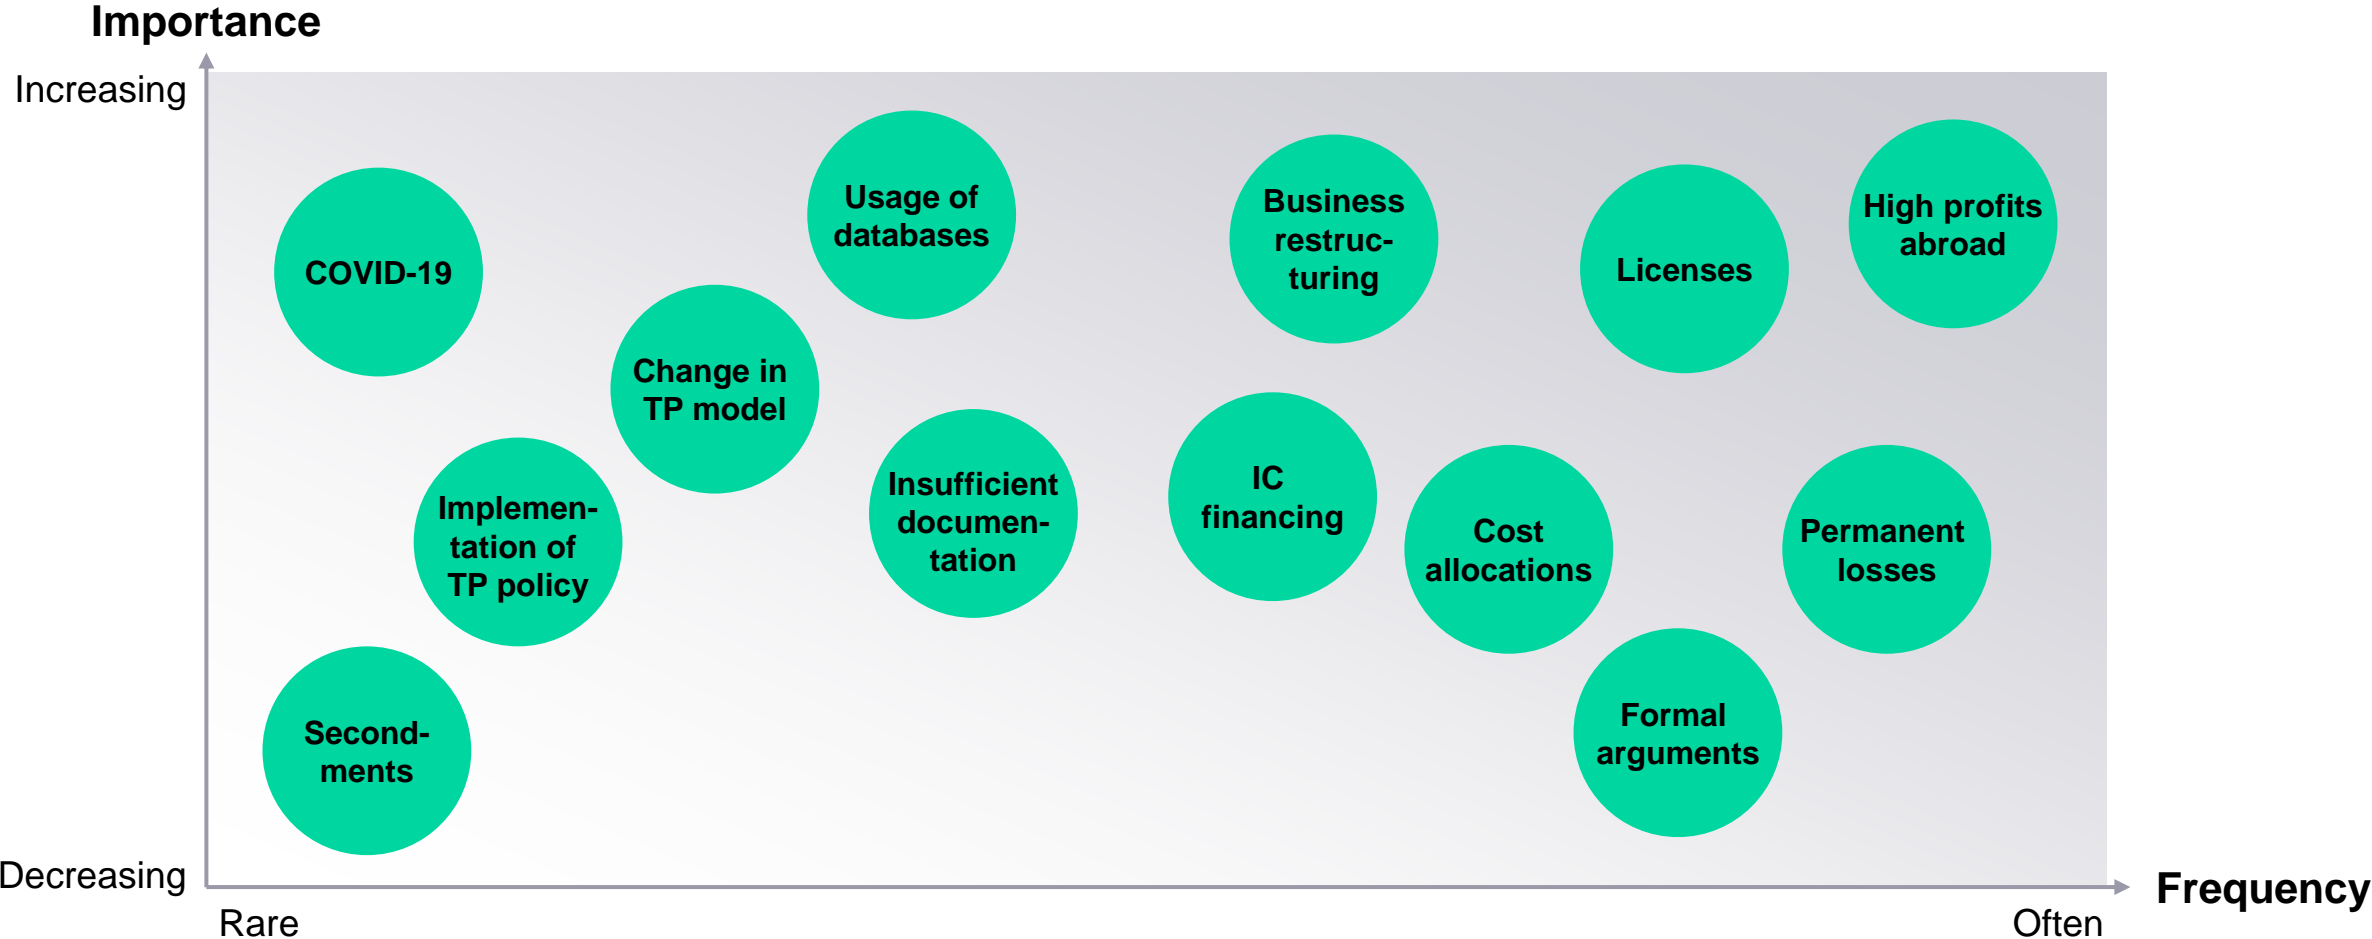 Importance
Increasing
COVID-19
Usage of
databases
Business
restruc-
turing
Licenses
High profits
abroad
Change in
TP model
Implemen-
tation of
TP policy
Insufficient
documen-
tation
IC
financing
Cost
allocations
Permanent
losses
Second-
ments
Formal
arguments
Decreasing
Rare
Often
Frequency